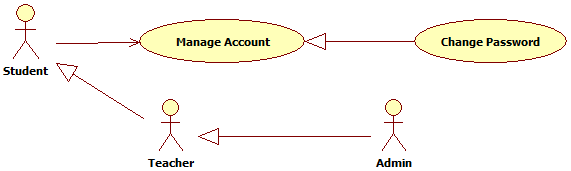 Manage Account
Change Password
Student
Teacher
Admin